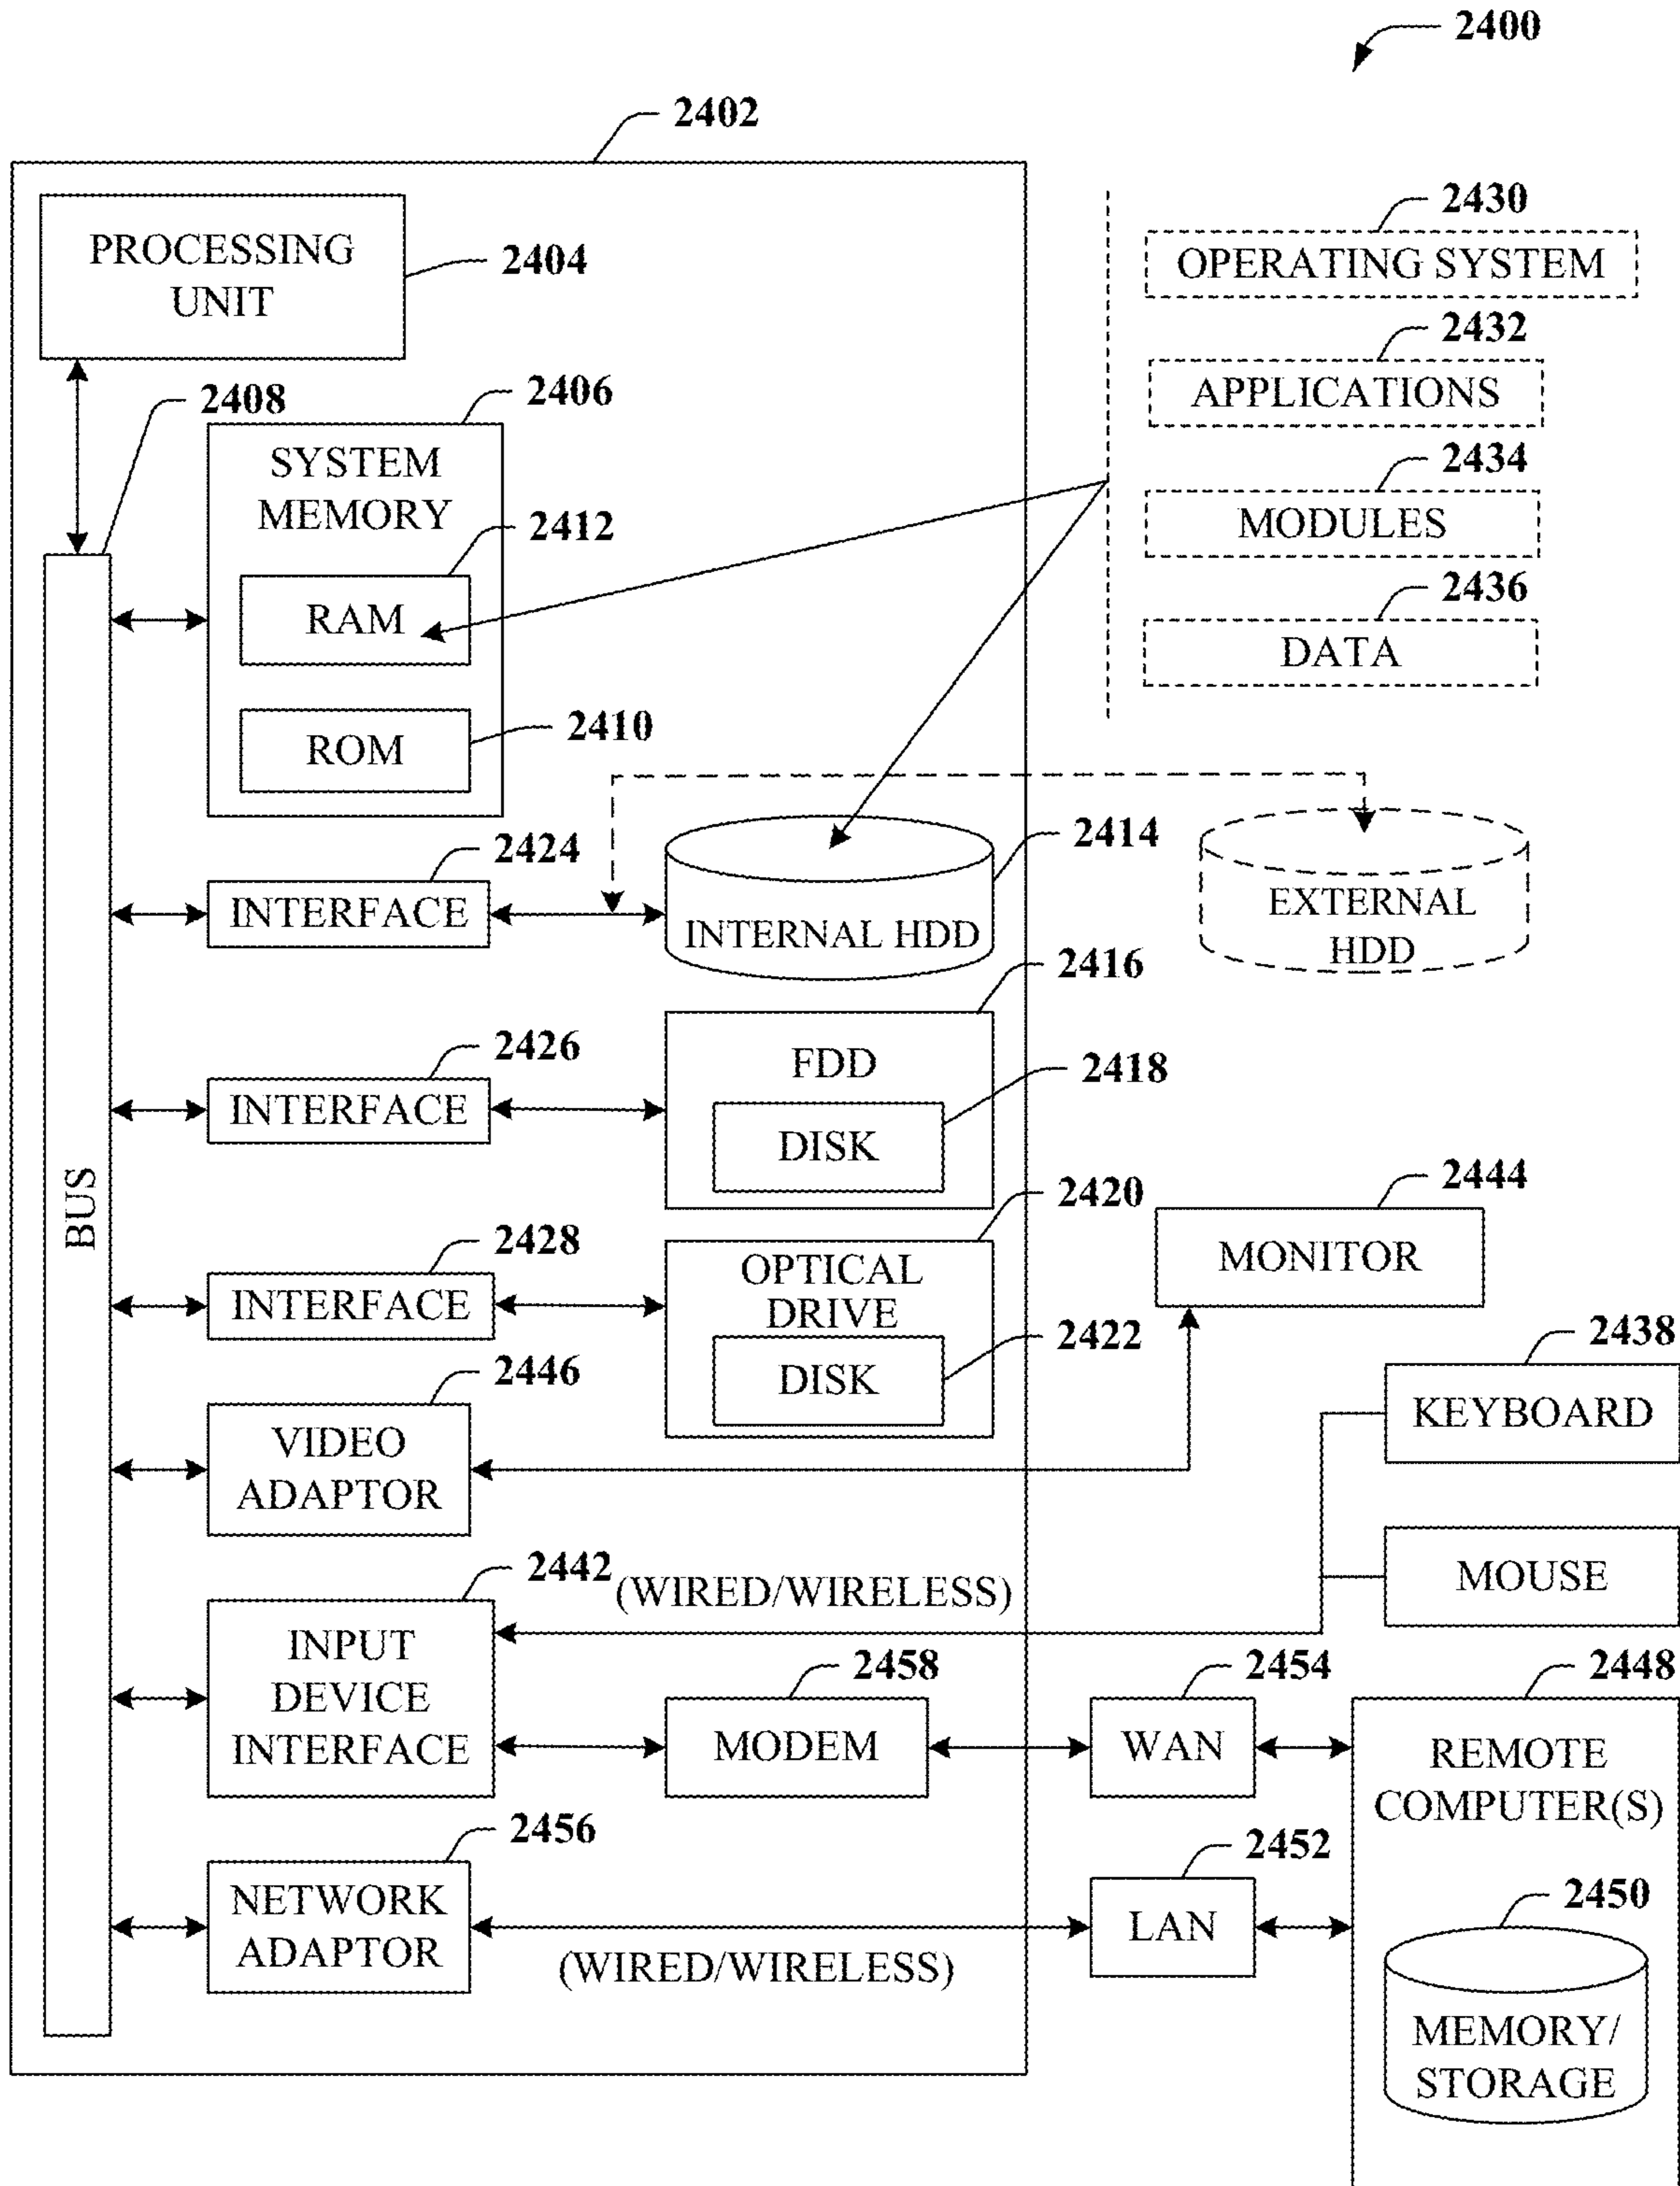 2400
2402
PROCESSING
UNIT
2404
2430
OPERATING SYSTEM
2432
APPLICATIONS
2434
MODULES
2436
DATA
2408
2406
SYSTEM
MEMORY
2412
RAM
2410
ROM
BUS
2424
INTERFACE
2414
INTERNAL HDD
EXTERNAL
HDD
2426
INTERFACE
2416
FDD
2418
DISK
2428
INTERFACE
2420
OPTICAL
DRIVE
2422
DISK
2444
MONITOR
2446
VIDEO
ADAPTOR
2438
KEYBOARD
MOUSE
2442
(WIRED/WIRELESS)
INPUT
DEVICE
INTERFACE
2458
MODEM
2454
WAN
2448
REMOTE
COMPUTER(S)
2456
NETWORK
ADAPTOR
(WIRED/WIRELESS)
2452
LAN
2450
MEMORY/
STORAGE